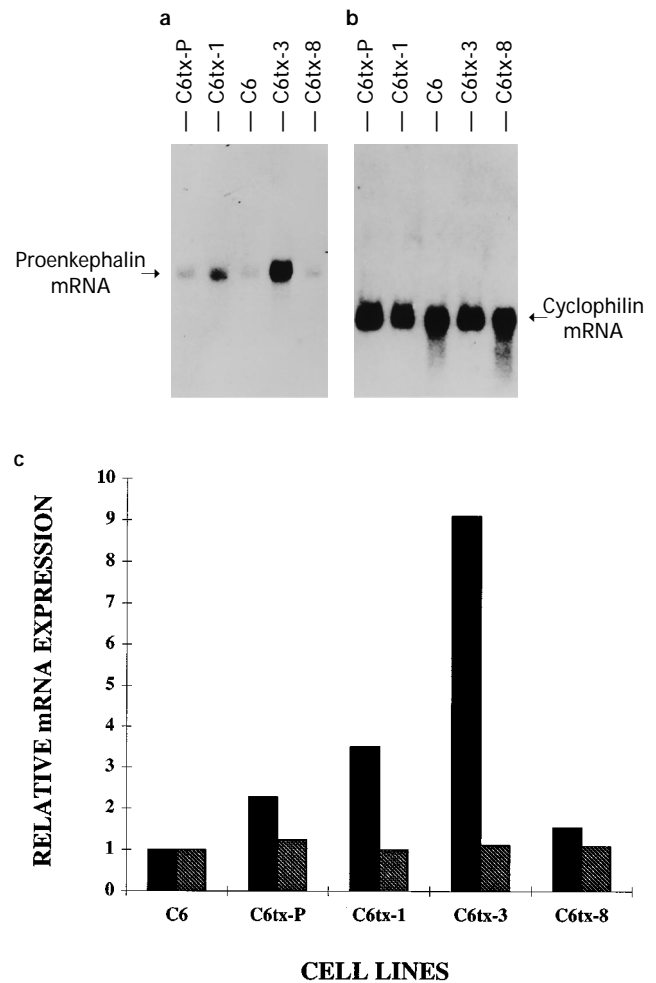 a
b
— C6tx-P
— C6tx-1
— C6
— C6tx-3
— C6tx-8
— C6tx-P
— C6tx-1
— C6
— C6tx-3
— C6tx-8
Proenkephalin
mRNA
Cyclophilin
mRNA
c
RELATIVE mRNA EXPRESSION
10
9
8
7
6
5
4
3
2
1
0
C6 C6tx-P C6tx-1 C6tx-3 C6tx-8
CELL LINES